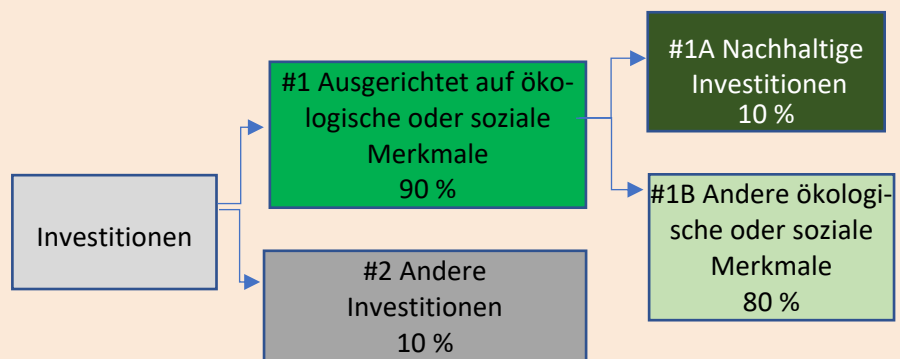 Investitionen
#1 Ausgerichtet auf öko-
logische oder soziale
Merkmale
90 %
#2 Andere
Investitionen
10 %
#1A Nachhaltige
Investitionen
10 %
#1B Andere ökologi-
sche oder soziale
Merkmale
80 %